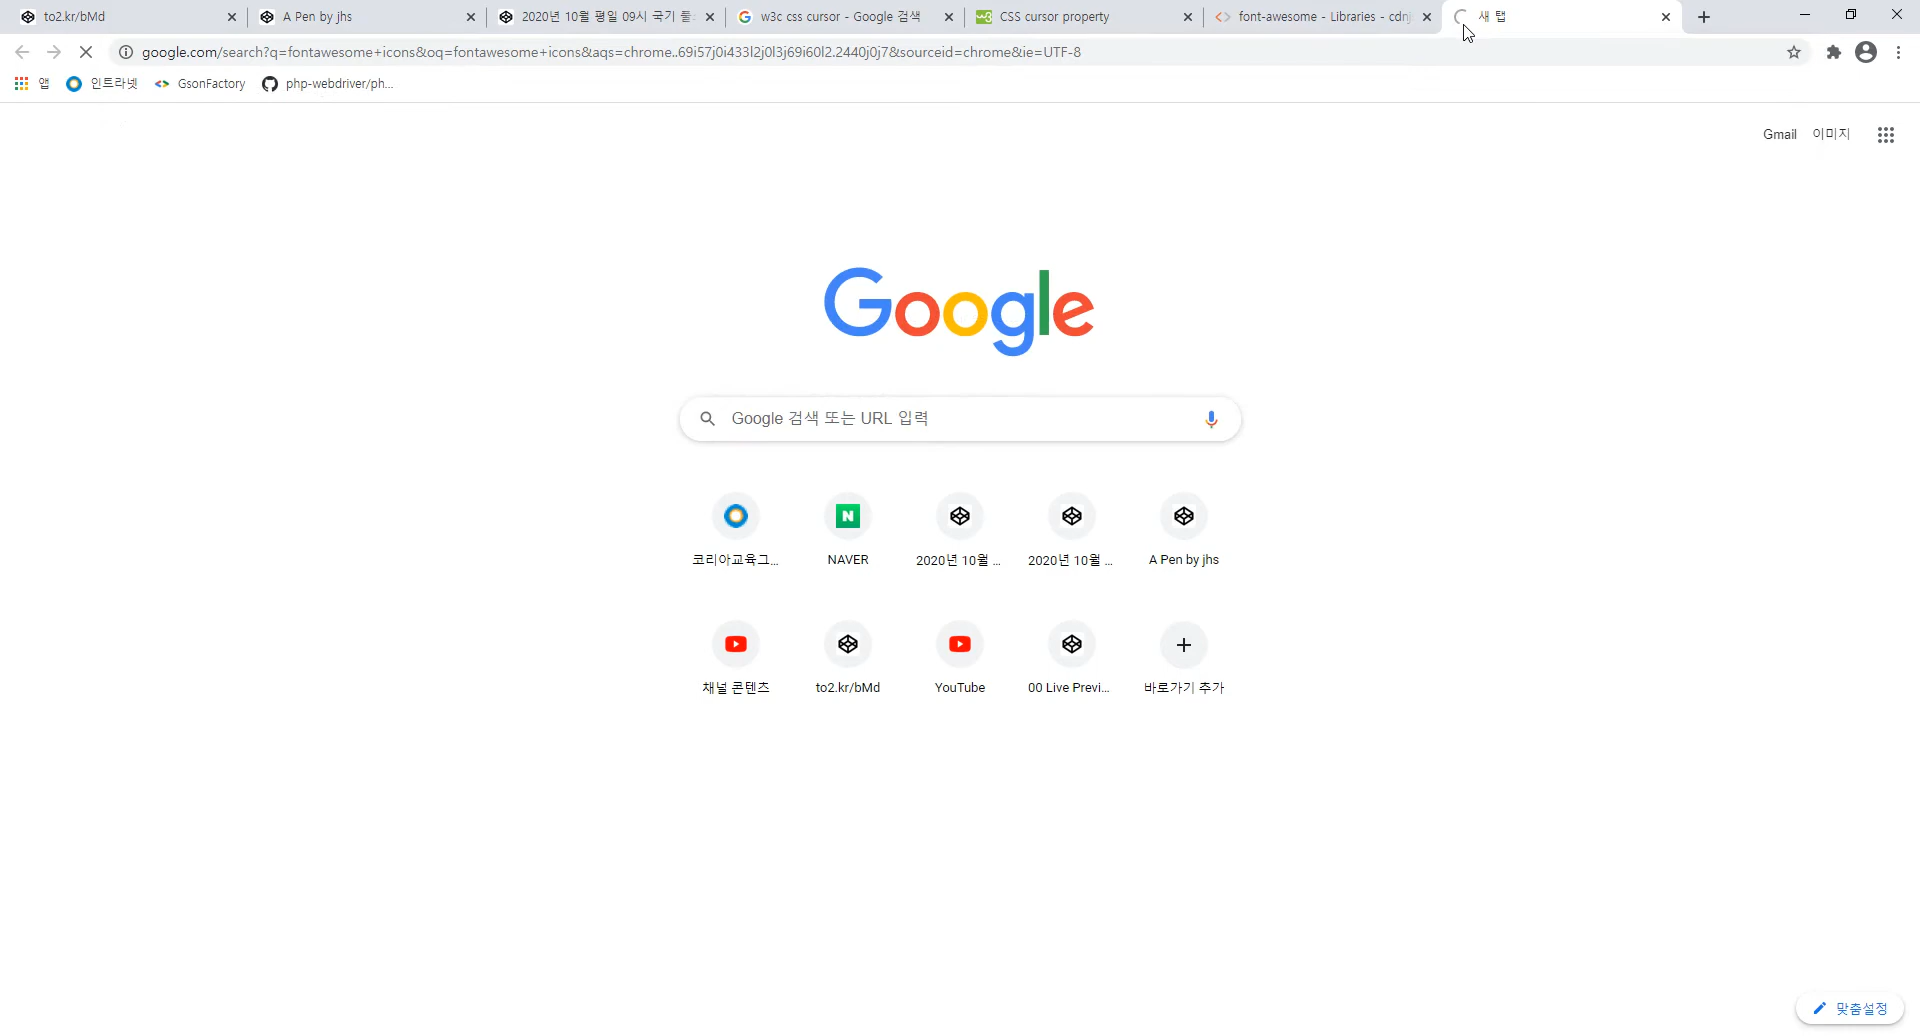 to2.kr/bMd
A Pen by jhs
2020년 10월 평일 09시 국기 둘
w3c css cursor - Google 검색
CSS cursor property
font-awesome - Libraries - cdnj
새 탭
google.com/search?q=fontawesome+icons&oq=fontawesome+icons&aqs=chrome..69i57j0i433l2j0l3j69i60l2.2440j0j7&sourceid=chrome&ie=UTF-8
앱
인트라넷
GsonFactory
php-webdriver/ph...
Gmail
이미지
Google
Google 검색 또는 URL 입력
코리아교육그...
NAVER
2020년 10월 ...
2020년 10월 ...
A Pen by jhs
채널 콘텐츠
to2.kr/bMd
YouTube
00 Live Previ...
바로가기 추가
맞춤설정